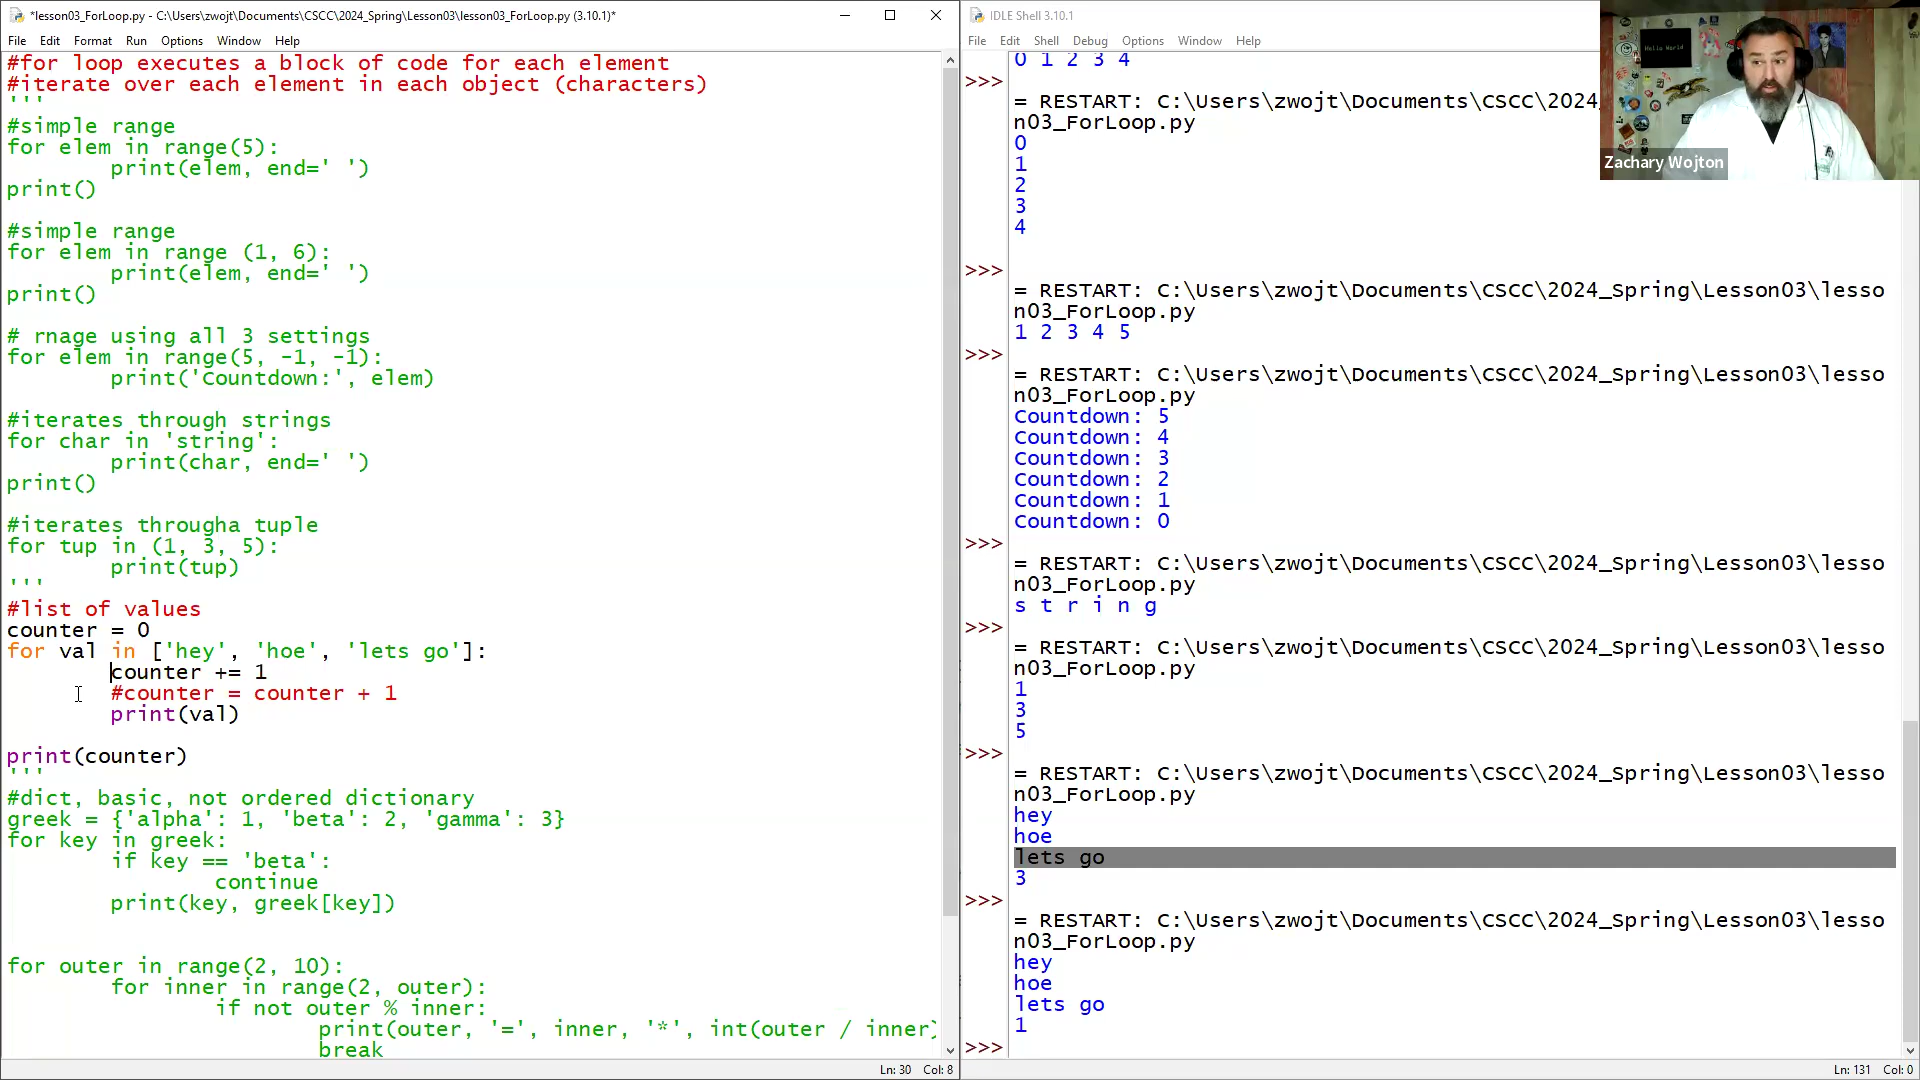 *lesson03_ForLoop.py - C:\Users\zwojt\Documents\CSCC\2024_Spring\Lesson03\lesson03_ForLoop.py (3.10.1)*
File Edit Format Run Options Window Help
#for loop executes a block of code for each element
#iterate over each element in each object (characters)
'''
#simple range
for elem in range(5):
print(elem, end=' ')
print()
#simple range
for elem in range (1, 6):
print(elem, end=' ')
print()
# rnage using all 3 settings
for elem in range(5, -1, -1):
print('Countdown:', elem)
#iterates through strings
for char in 'string':
print(char, end=' ')
print()
#iterates througha tuple
for tup in (1, 3, 5):
print(tup)
'''
#list of values
counter = 0
for val in ['hey', 'hoe', 'lets go']:
counter += 1
#counter = counter + 1
print(val)
print(counter)
'''
#dict, basic, not ordered dictionary
greek = {'alpha': 1, 'beta': 2, 'gamma': 3}
for key in greek:
if key == 'beta':
continue
print(key, greek[key])
for outer in range(2, 10):
for inner in range(2, outer):
if not outer % inner:
print(outer, '=', inner, '*', int(outer / inner)
break
Ln: 30 Col: 8
IDLE Shell 3.10.1
File Edit Shell Debug Options Window Help
0 1 2 3 4
>>>
= RESTART: C:\Users\zwojt\Documents\CSCC\2024_
n03_ForLoop.py
0
1
2
3
4
>>>
= RESTART: C:\Users\zwojt\Documents\CSCC\2024_Spring\Lesson03\lesso
n03_ForLoop.py
1 2 3 4 5
>>>
= RESTART: C:\Users\zwojt\Documents\CSCC\2024_Spring\Lesson03\lesso
n03_ForLoop.py
Countdown: 5
Countdown: 4
Countdown: 3
Countdown: 2
Countdown: 1
Countdown: 0
>>>
= RESTART: C:\Users\zwojt\Documents\CSCC\2024_Spring\Lesson03\lesso
n03_ForLoop.py
s t r i n g
>>>
= RESTART: C:\Users\zwojt\Documents\CSCC\2024_Spring\Lesson03\lesso
n03_ForLoop.py
1
3
5
>>>
= RESTART: C:\Users\zwojt\Documents\CSCC\2024_Spring\Lesson03\lesso
n03_ForLoop.py
hey
hoe
lets go
3
>>>
= RESTART: C:\Users\zwojt\Documents\CSCC\2024_Spring\Lesson03\lesso
n03_ForLoop.py
hey
hoe
lets go
1
>>>
Ln: 131 Col: 0
Hello World
Zachary Wojton